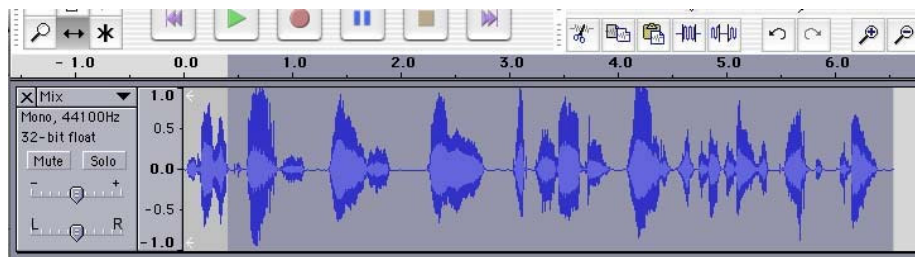 - 1.0 0.0 1.0 2.0 3.0 4.0 5.0 6.0
X Mix ▼ 1.0
Mono, 44100Hz
32-bit float 0.5
Mute Solo
0.0
- +
-0.5
L R
-1.0